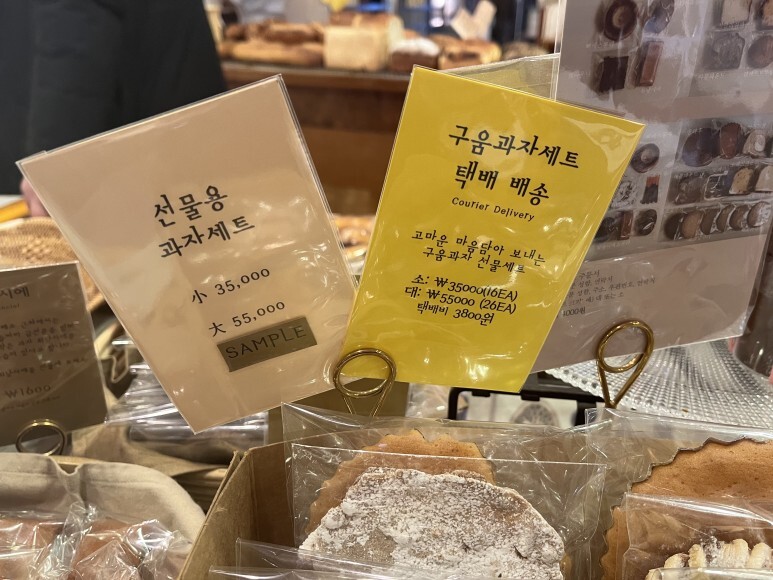 선물용
과자세트
小 35,000
大 55,000
SAMPLE
구움과자세트
택배 배송
Courier Delivery
고마운 마음담아 보내는
구움과자 선물세트
소: ₩35000(16EA)
대: ₩55000 (26EA)
택배비 3800원
₩1600